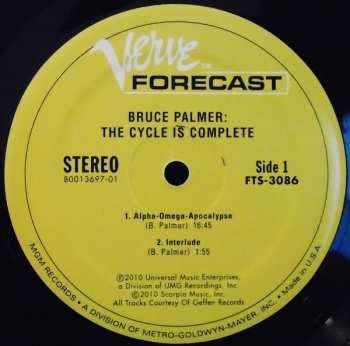 Verve™
FORECAST
BRUCE PALMER:
THE CYCLE IS COMPLETE
STEREO
B0013697-01
Side 1
FTS-3086
1. Alpha-Omega-Apocalypse
(B. Palmer) 16:45
2. Interlude
(B. Palmer) 1:55
Ⓟ2010 Universal Music Enterprises,
a Division of UMG Recordings, Inc.
©2010 Scorpio Music, Inc.
All Tracks Courtesy Of Geffen Records
MGM RECORDS • A DIVISION OF METRO-GOLDWYN-MAYER, INC. • MADE IN U.S.A.